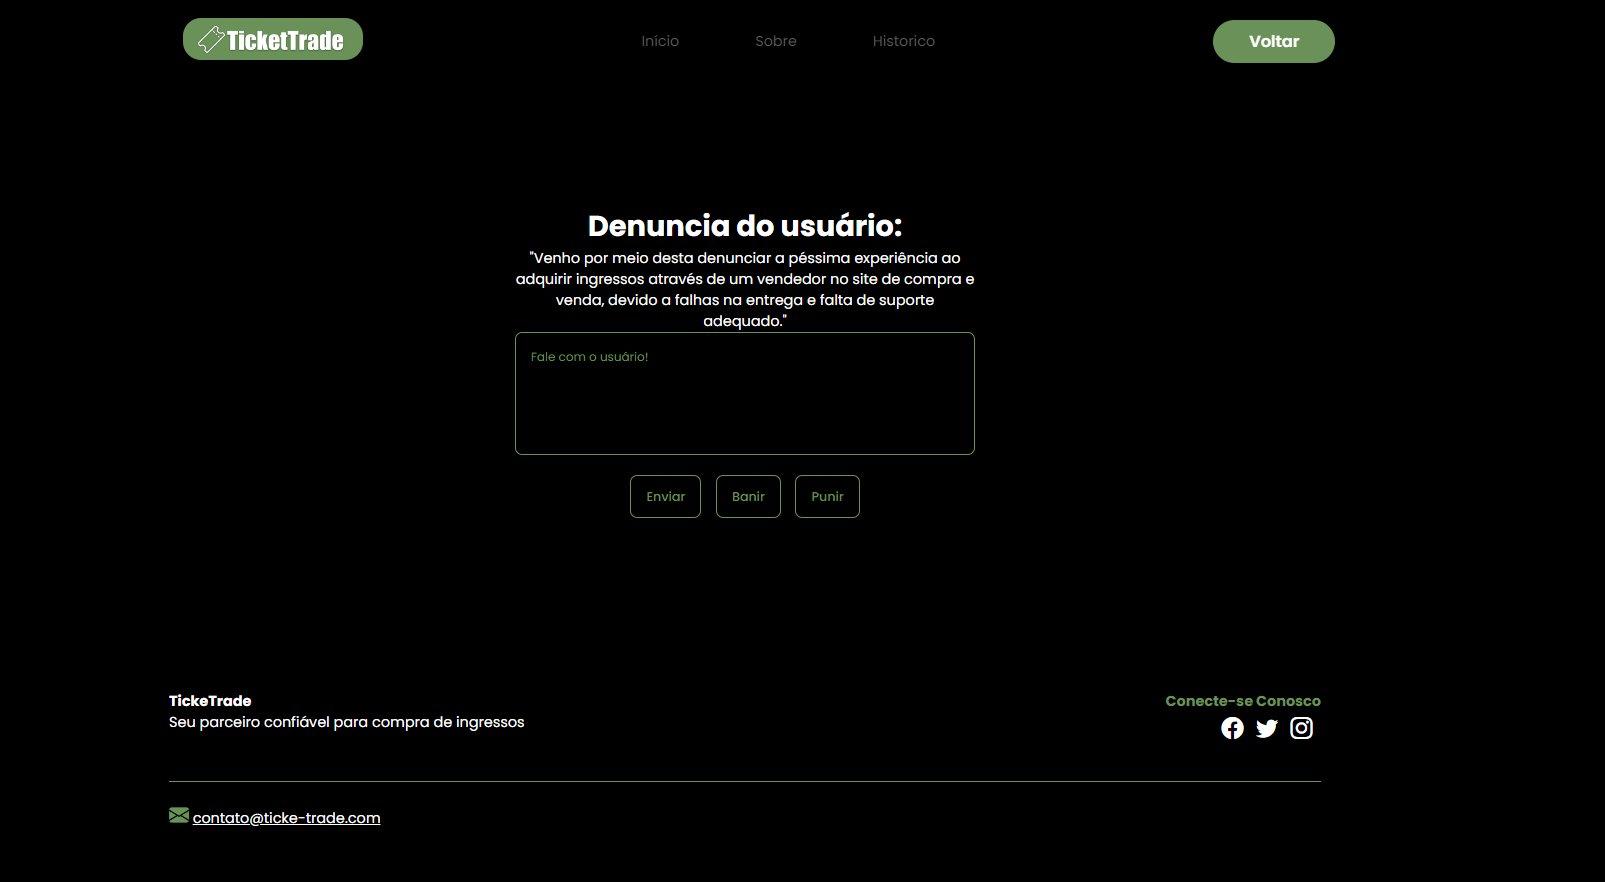 TicketTrade
Início
Sobre
Historico
Voltar
Denuncia do usuário:
"Venho por meio desta denunciar a péssima experiência ao
adquirir ingressos através de um vendedor no site de compra e
venda, devido a falhas na entrega e falta de suporte
adequado."
Fale com o usuário!
Enviar
Banir
Punir
TickeTrade
Seu parceiro confiável para compra de ingressos
Conecte-se Conosco
contato@ticke-trade.com